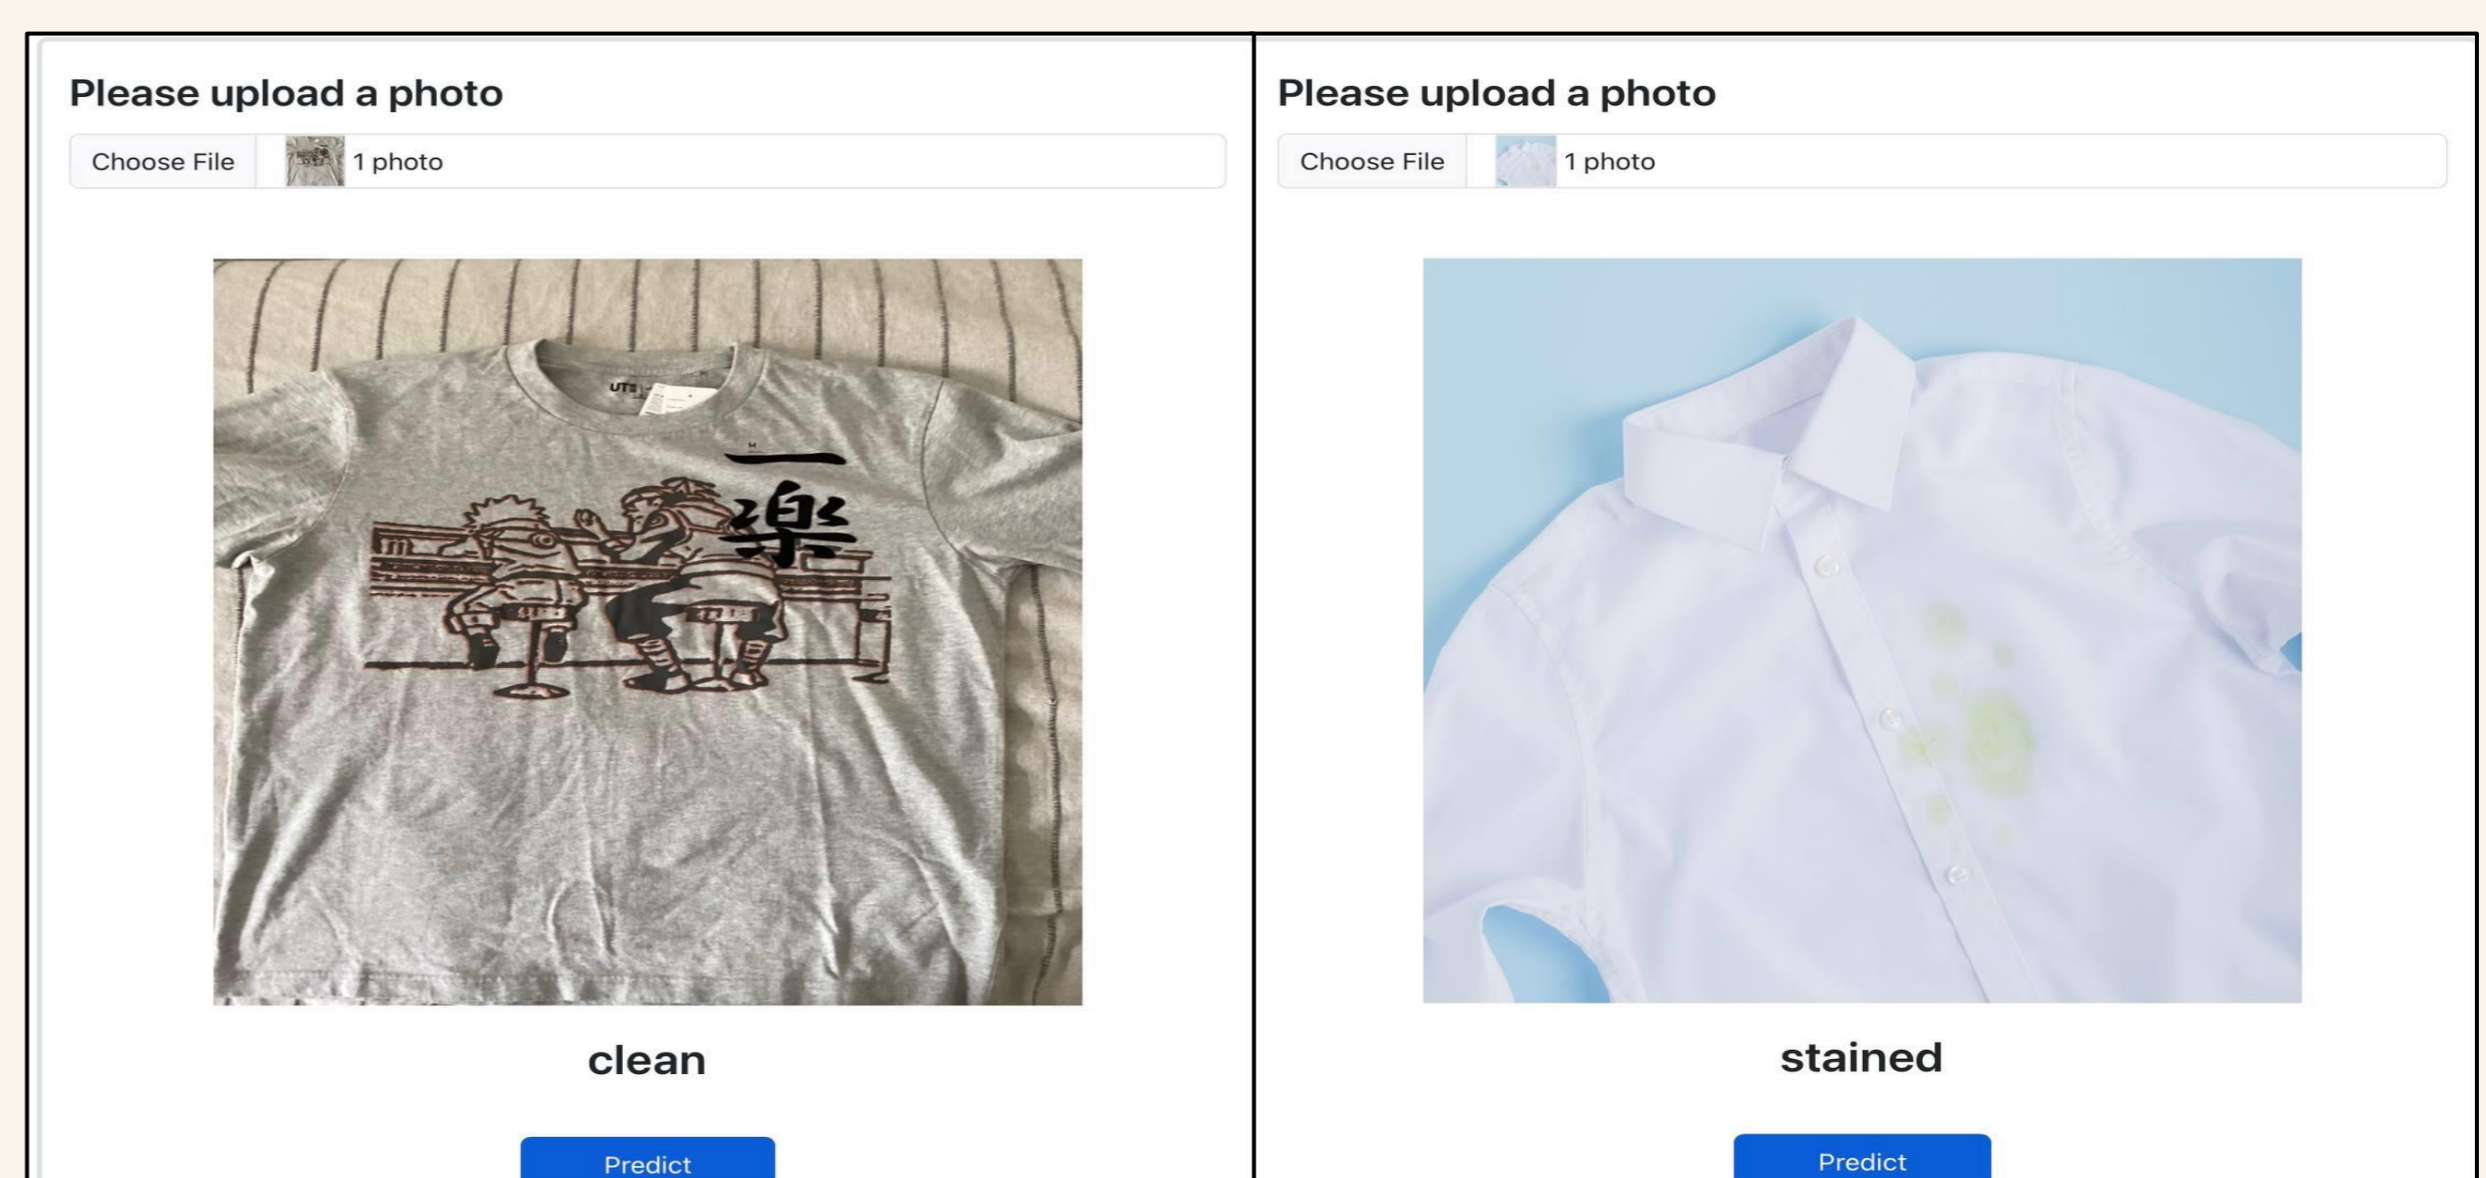 Please upload a photo
Choose File 1 photo
UT
M
一
楽
clean
Predict
Please upload a photo
Choose File 1 photo
stained
Predict